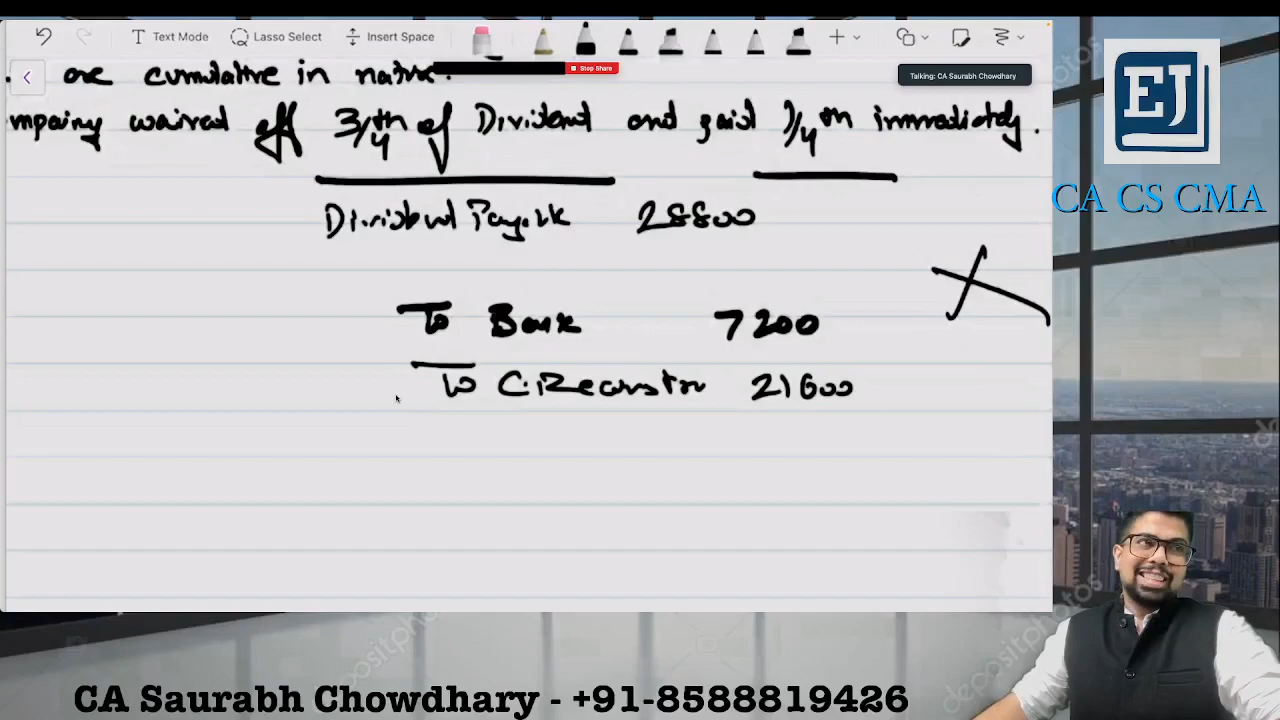 Text Mode Lasso Select Insert Space
Stop Share
Talking: CA Saurabh Chowdhary
EJ
CA CS CMA
are cumulative in nature.
mpany waived off 3/4th of Dividend and paid 1/4th immediately.
Dividend Payable 28800
To Bank 7200
To C. Reconstrn 21600
depositphotos
CA Saurabh Chowdhary - +91-8588819426